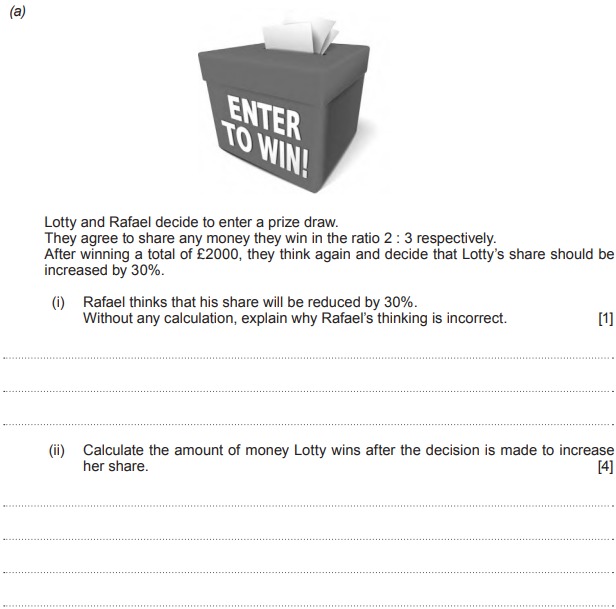 (a)
ENTER
TO WIN!
Lotty and Rafael decide to enter a prize draw.
They agree to share any money they win in the ratio 2 : 3 respectively.
After winning a total of £2000, they think again and decide that Lotty's share should be
increased by 30%.
(i) Rafael thinks that his share will be reduced by 30%.
Without any calculation, explain why Rafael's thinking is incorrect. [1]
(ii) Calculate the amount of money Lotty wins after the decision is made to increase
her share. [4]